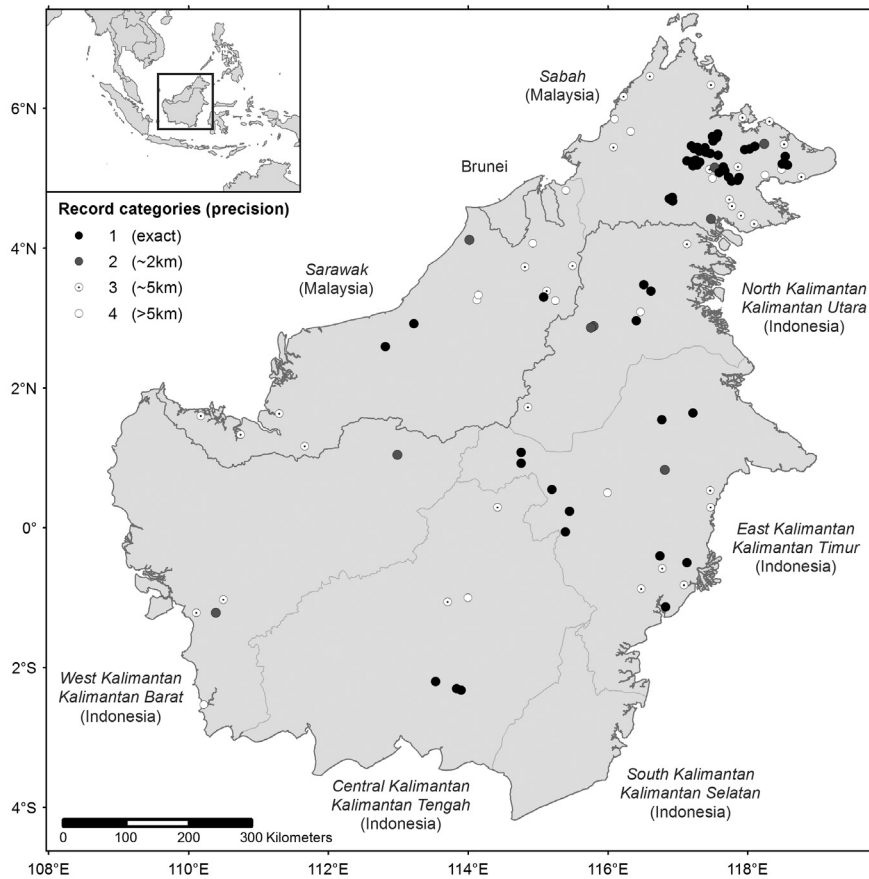 Sabah
(Malaysia)
6°N
Brunei
Record categories (precision)
1 (exact)
2 (~2km)
3 (~5km)
4 (>5km)
4°N
Sarawak
(Malaysia)
North Kalimantan
Kalimantan Utara
(Indonesia)
2°N
0°
East Kalimantan
Kalimantan Timur
(Indonesia)
2°S
West Kalimantan
Kalimantan Barat
(Indonesia)
Central Kalimantan
Kalimantan Tengah
(Indonesia)
South Kalimantan
Kalimantan Selatan
(Indonesia)
4°S
0 100 200 300 Kilometers
108°E 110°E 112°E 114°E 116°E 118°E